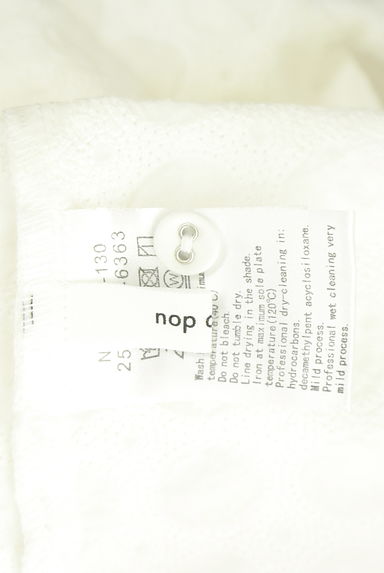 -130
N
-6363
25
nop
Wash
temperature(40℃)
Do not bleach.
Do not tumble dry.
Line drying in the shade.
Iron at maximum sole plate
temperature(120℃)
Professional dry-cleaning in:
hydrocarbons.
decamethylpent acyclosiloxane.
Mild process.
Professional wet cleaning very
mild process.